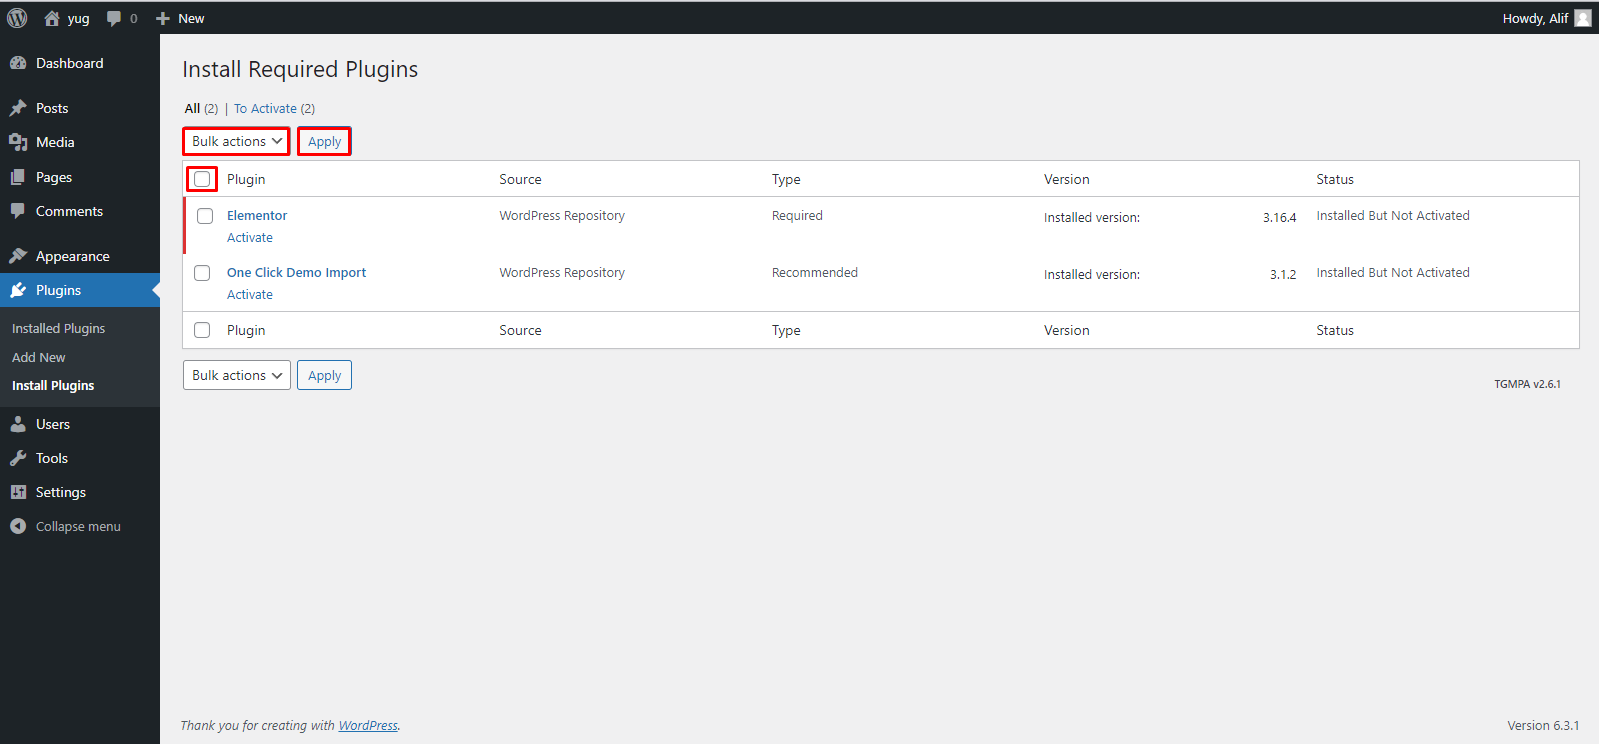 yug 0 New Howdy, Alif
Dashboard
Posts
Media
Pages
Comments
Appearance
Plugins
Installed Plugins
Add New
Install Plugins
Users
Tools
Settings
Collapse menu
Install Required Plugins
All (2) | To Activate (2)
Bulk actions Apply
Plugin Source Type Version Status
Elementor WordPress Repository Required Installed version: 3.16.4 Installed But Not Activated
Activate
One Click Demo Import WordPress Repository Recommended Installed version: 3.1.2 Installed But Not Activated
Activate
Plugin Source Type Version Status
Bulk actions Apply
TGMPA v2.6.1
Thank you for creating with WordPress. Version 6.3.1